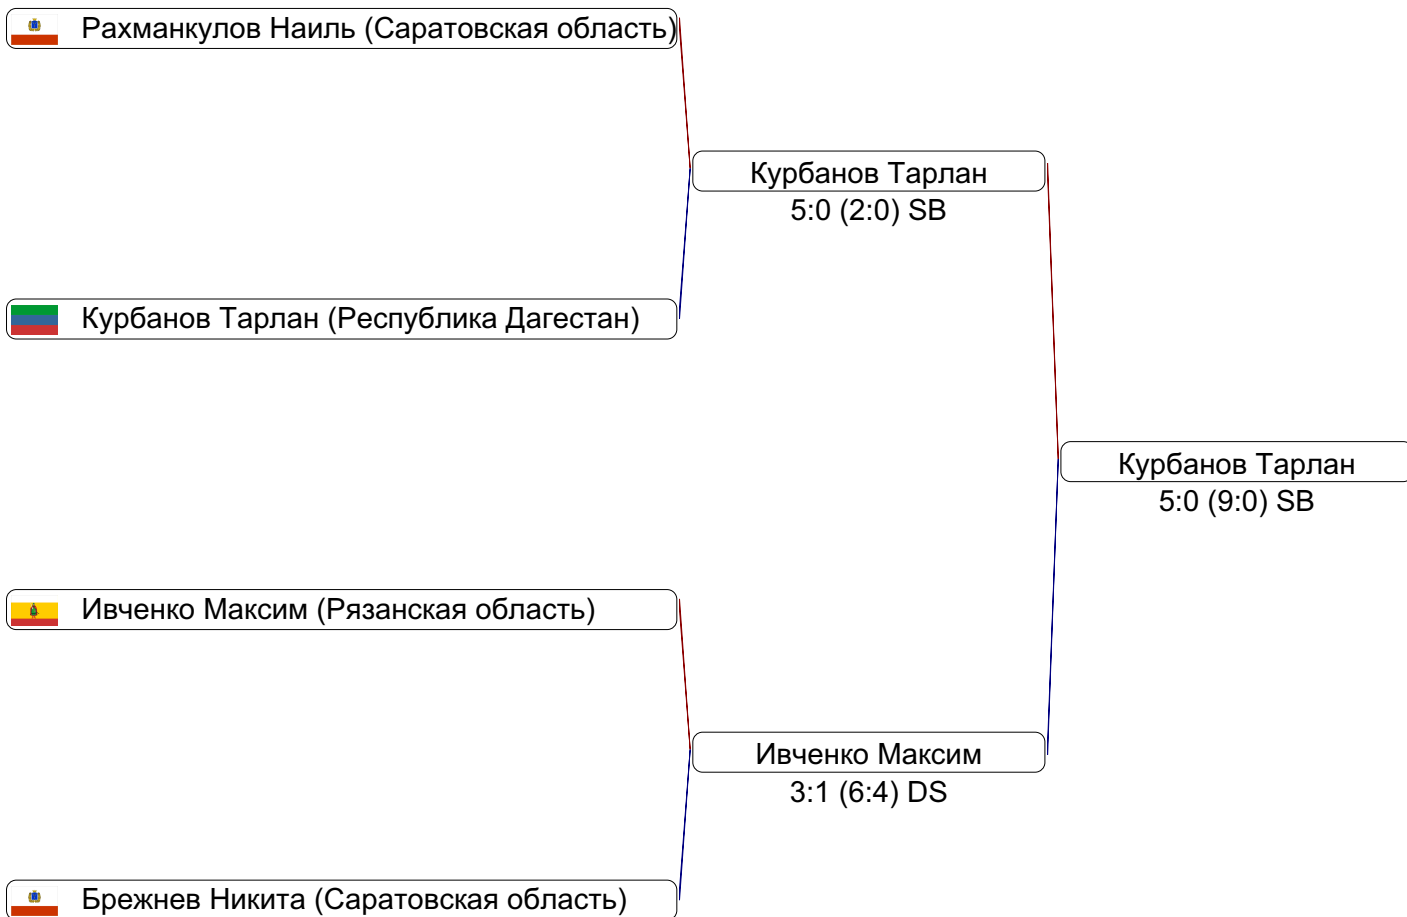 Рахманкулов Наиль (Саратовская область)
Курбанов Тарлан
5:0 (2:0) SB
Курбанов Тарлан (Республика Дагестан)
Курбанов Тарлан
5:0 (9:0) SB
Ивченко Максим (Рязанская область)
Ивченко Максим
3:1 (6:4) DS
Брежнев Никита (Саратовская область)